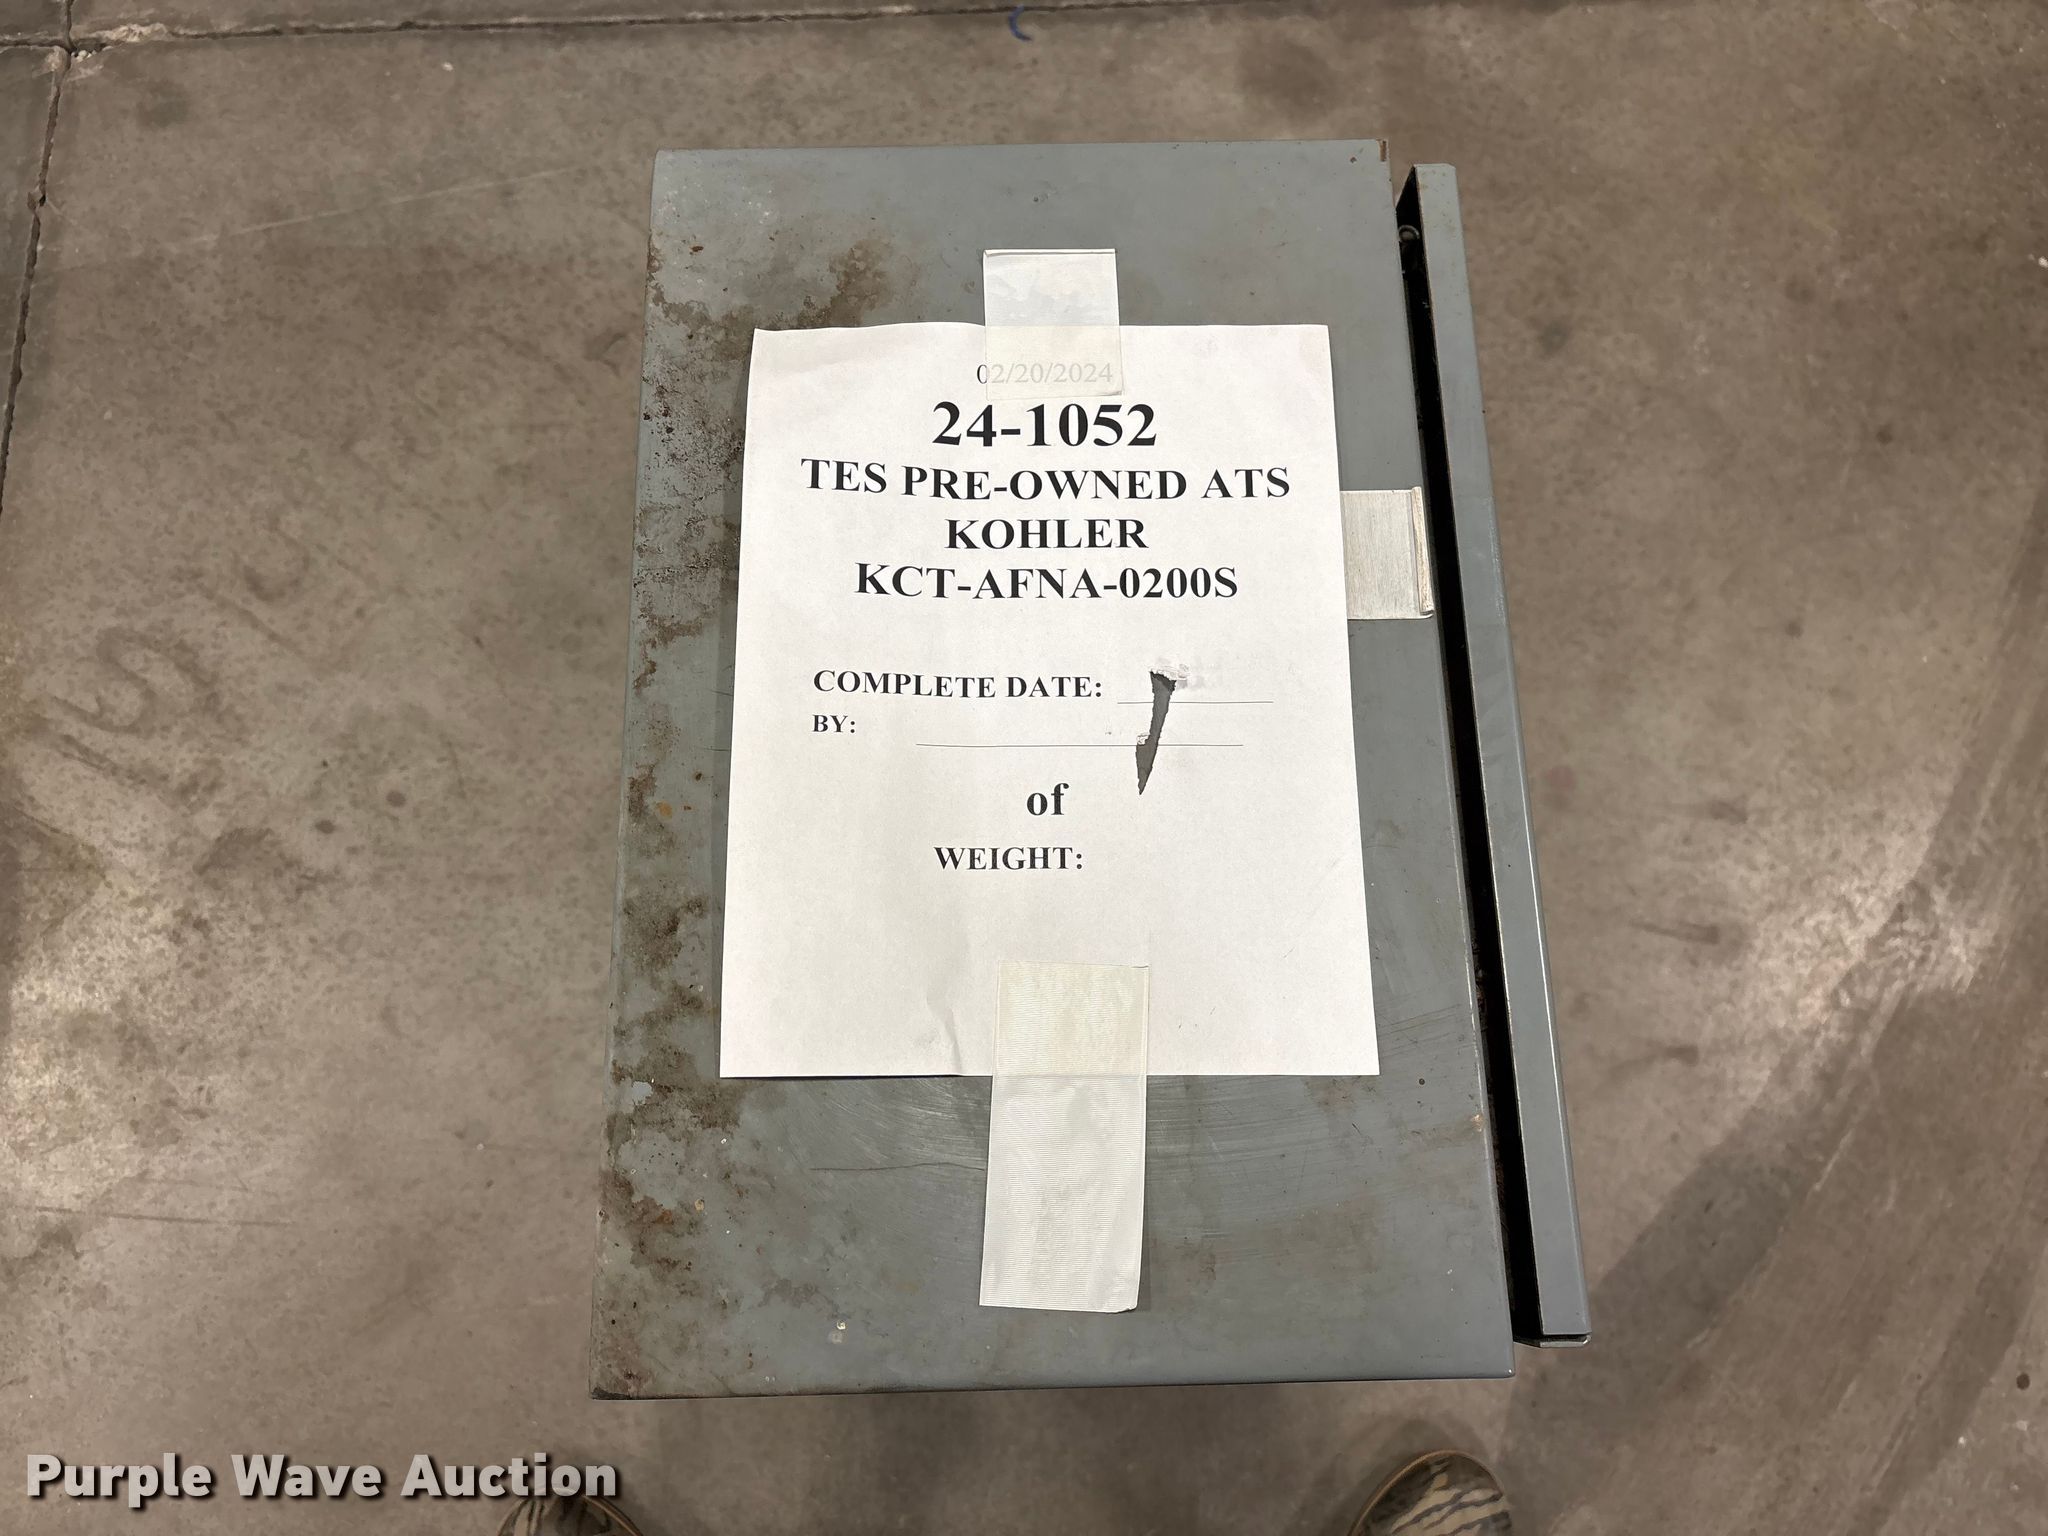 02/20/2024
24-1052
TES PRE-OWNED ATS
KOHLER
KCT-AFNA-0200S
COMPLETE DATE:
BY:
of
WEIGHT:
Purple Wave Auction